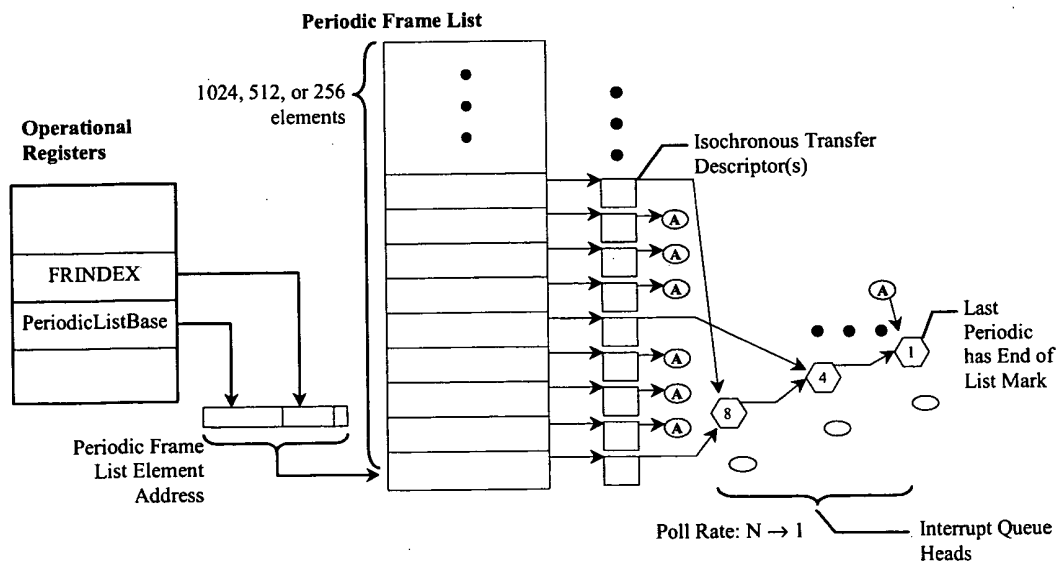 Periodic Frame List
1024, 512, or 256
elements
Operational
Registers
Isochronous Transfer
Descriptor(s)
A
A
FRINDEX
A
A
PeriodicListBase
Last
Periodic
has End of
List Mark
1
A
4
A
8
A
Periodic Frame
List Element
Address
Poll Rate: N → 1
Interrupt Queue
Heads